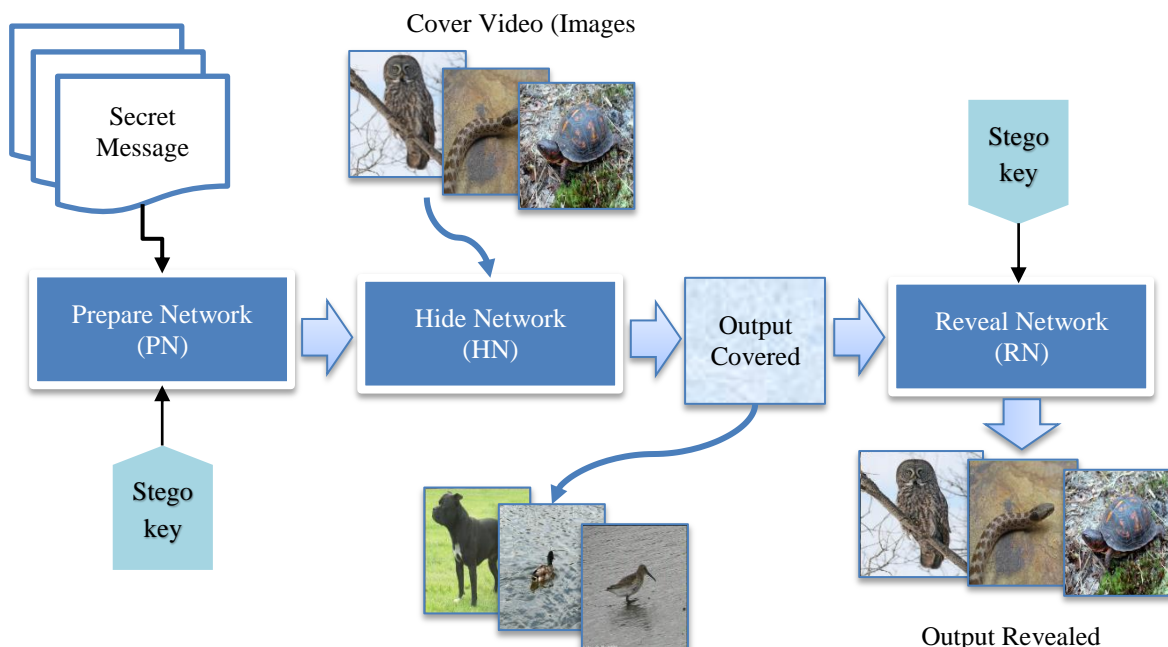 Cover Video (Images
Secret
Message
Stego
key
Prepare Network
(PN)
Hide Network
(HN)
Output
Covered
Reveal Network
(RN)
Stego
key
Output Revealed